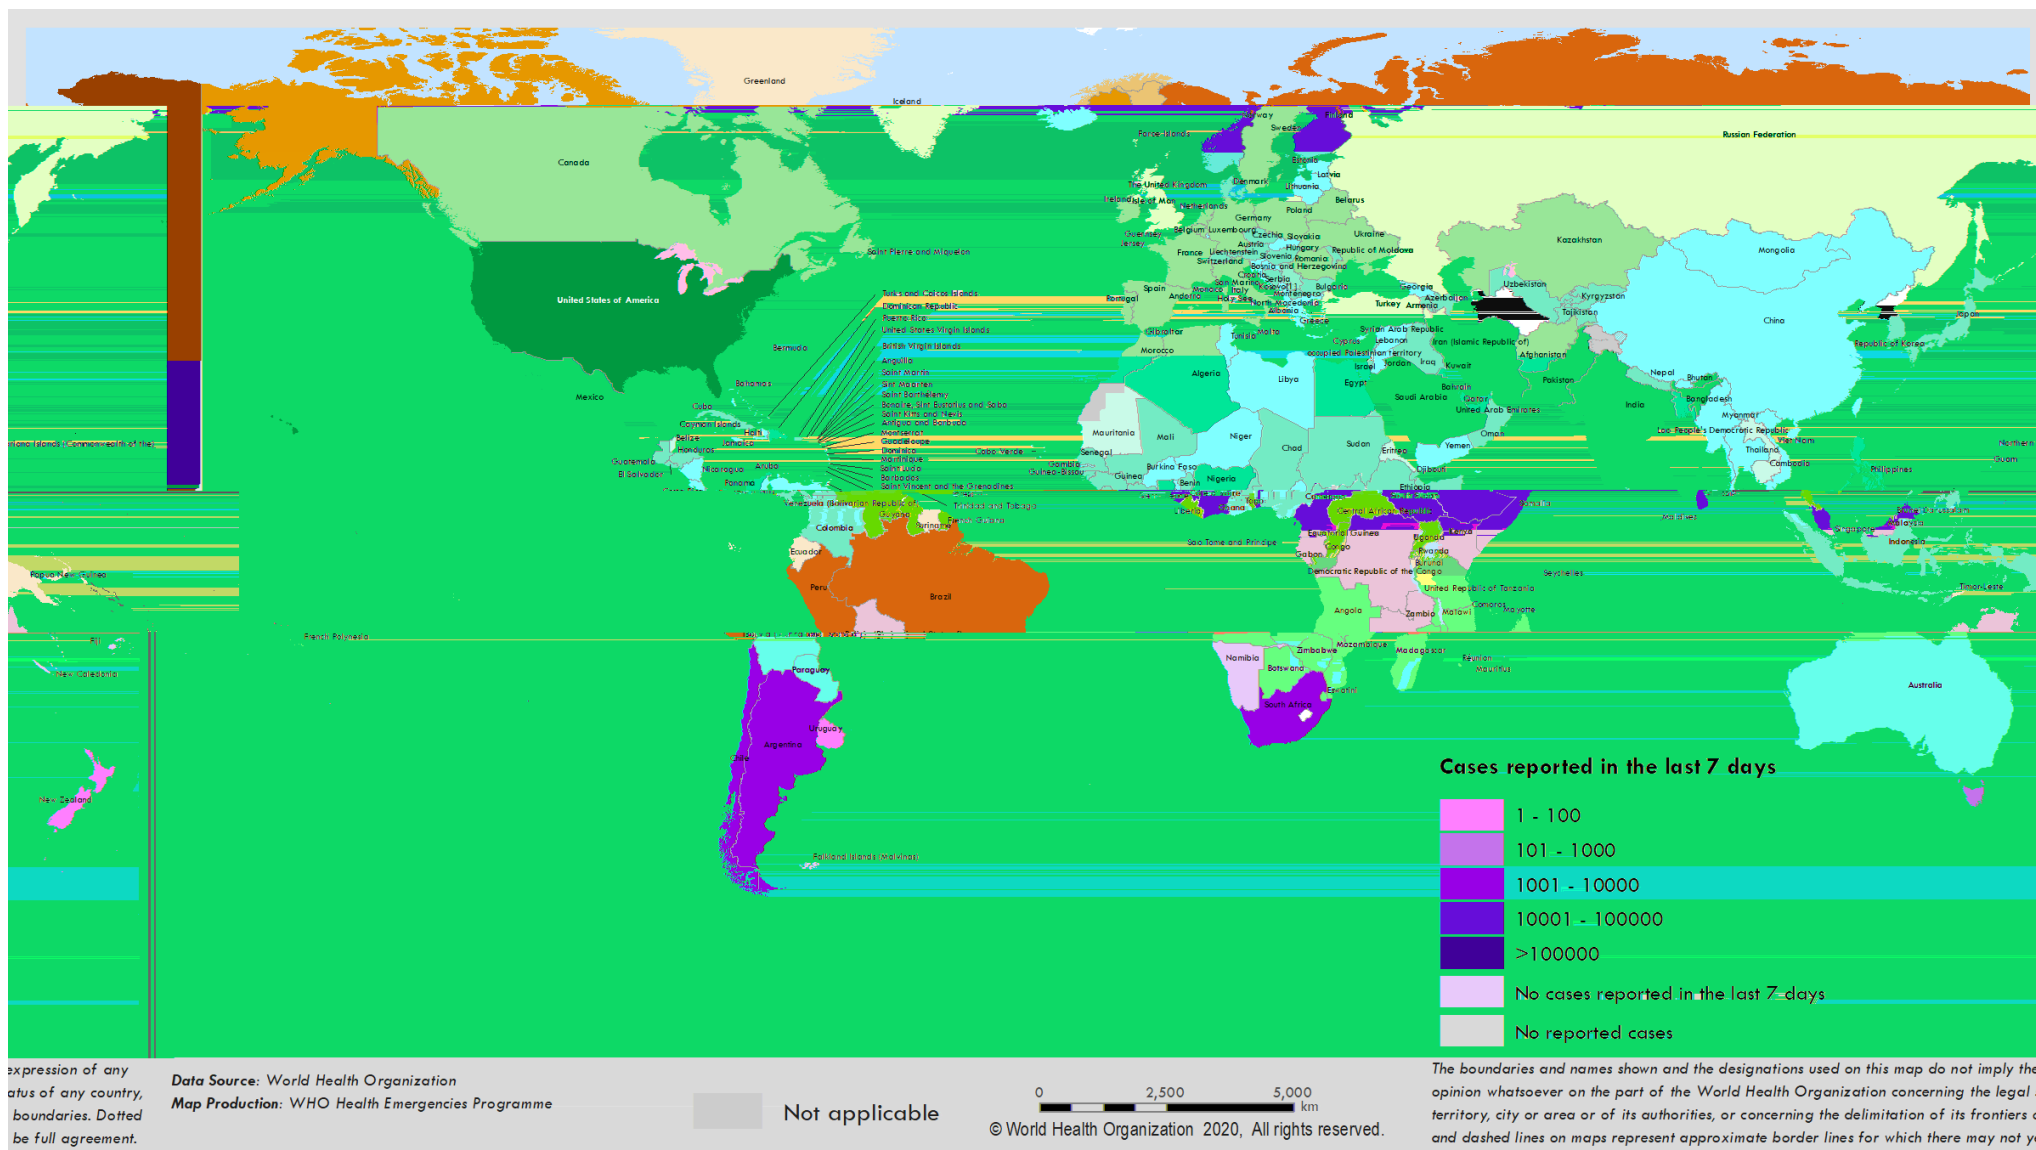 Greenland
Iceland
Faroe Islands
Sweden
Russian Federation
Canada
Estonia
Latvia
The United Kingdom
Denmark
Lithuania
Ireland
Isle of Man
Netherlands
Poland
Belarus
Germany
Guernsey
Jersey
Belgium
Luxembourg
Czechia
Slovakia
Ukraine
Austria
Hungary
Republic of Moldova
Kazakhstan
Mongolia
Saint Pierre and Miquelon
France
Liechtenstein
Switzerland
Slovenia
Romania
Bosnia and Herzegovina
Croatia
Serbia
San Marino
Kosovo[1]
Bulgaria
Georgia
Uzbekistan
Spain
Monaco
Italy
Andorra
Montenegro
Holy See
North Macedonia
Azerbaijan
Kyrgyzstan
United States of America
Turks and Caicos Islands
Portugal
Turkey
Armenia
Dominican Republic
Albania
Tajikistan
Puerto Rico
Greece
China
Japan
United States Virgin Islands
Gibraltar
Tunisia
Malta
Syrian Arab Republic
Bermuda
British Virgin Islands
Morocco
Cyprus
Lebanon
Iran (Islamic Republic of)
Republic of Korea
Anguilla
occupied Palestinian territory
Afghanistan
Saint Martin
Algeria
Israel
Jordan
Iraq
Kuwait
Nepal
Bahamas
Sint Maarten
Libya
Egypt
Bahrain
Pakistan
Bhutan
Saint Barthelemy
Mexico
Saudi Arabia
Qatar
Bangladesh
Cuba
Bonaire, Sint Eustatius and Saba
United Arab Emirates
India
Saint Kitts and Nevis
Myanmar
Cayman Islands
Antigua and Barbuda
Haiti
Montserrat
Mauritania
Mali
Niger
Chad
Sudan
Oman
Lao People's Democratic Republic
Belize
Jamaica
Guadeloupe
Viet Nam
Northern
ariana Islands (Commonwealth of the)
Honduras
Dominica
Cabo Verde
Senegal
Eritrea
Yemen
Thailand
Guatemala
Martinique
Gambia
Burkina Faso
Cambodia
Guam
El Salvador
Nicaragua
Aruba
Saint Lucia
Guinea-Bissau
Guinea
Djibouti
Philippines
Panama
Barbados
Benin
Nigeria
Saint Vincent and the Grenadines
Ethiopia
Venezuela (Bolivarian Republic of)
Trinidad and Tobago
Liberia
Ghana
Togo
Central African Republic
Somalia
Maldives
Brunei Darussalam
Guyana
French Guiana
Colombia
Suriname
Singapore
Malaysia
Equatorial Guinea
Uganda
Kenya
Sao Tome and Principe
Indonesia
Ecuador
Gabon
Congo
Rwanda
Burundi
Papua New Guinea
Democratic Republic of the Congo
Seychelles
Peru
United Republic of Tanzania
Timor-Leste
Brazil
Angola
Zambia
Malawi
Comoros
Mayotte
Fiji
French Polynesia
Mozambique
Zimbabwe
Madagascar
Namibia
Réunion
New Caledonia
Paraguay
Botswana
Mauritius
Australia
Eswatini
South Africa
Uruguay
Argentina
Chile
New Zealand
Falkland Islands (Malvinas)
Cases reported in the last 7 days
1 - 100
101 - 1000
1001 - 10000
10001 - 100000
>100000
No cases reported in the last 7 days
No reported cases
expression of any
atus of any country,
boundaries. Dotted
be full agreement.
Data Source: World Health Organization
Map Production: WHO Health Emergencies Programme
Not applicable
0 2,500 5,000
km
© World Health Organization 2020, All rights reserved.
The boundaries and names shown and the designations used on this map do not imply the
opinion whatsoever on the part of the World Health Organization concerning the legal
territory, city or area or of its authorities, or concerning the delimitation of its frontiers
and dashed lines on maps represent approximate border lines for which there may not